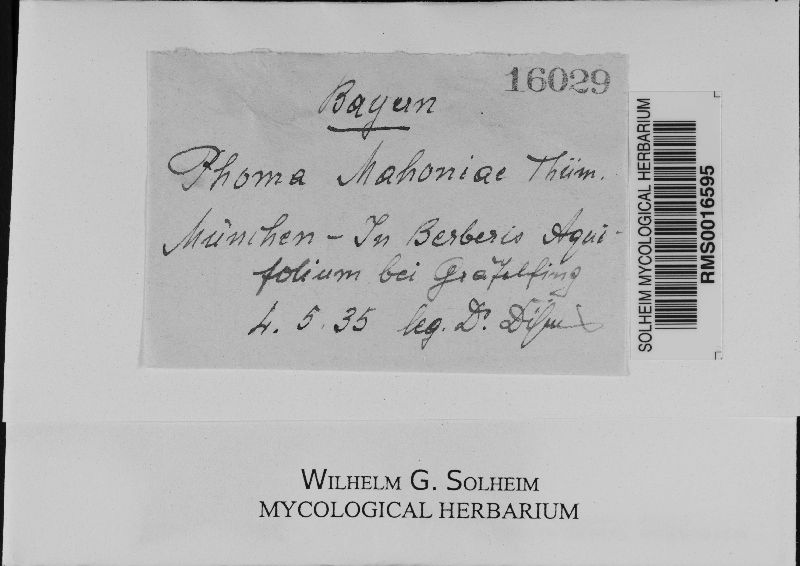 16029
Bayern
Phoma Mahoniae Thüm.
München - In Berberis Aqui-
folium bei Gräfelfing
4. 5. 35 leg. Dr.
SOLHEIM MYCOLOGICAL HERBARIUM
RMS0016595
WILHELM G. SOLHEIM
MYCOLOGICAL HERBARIUM